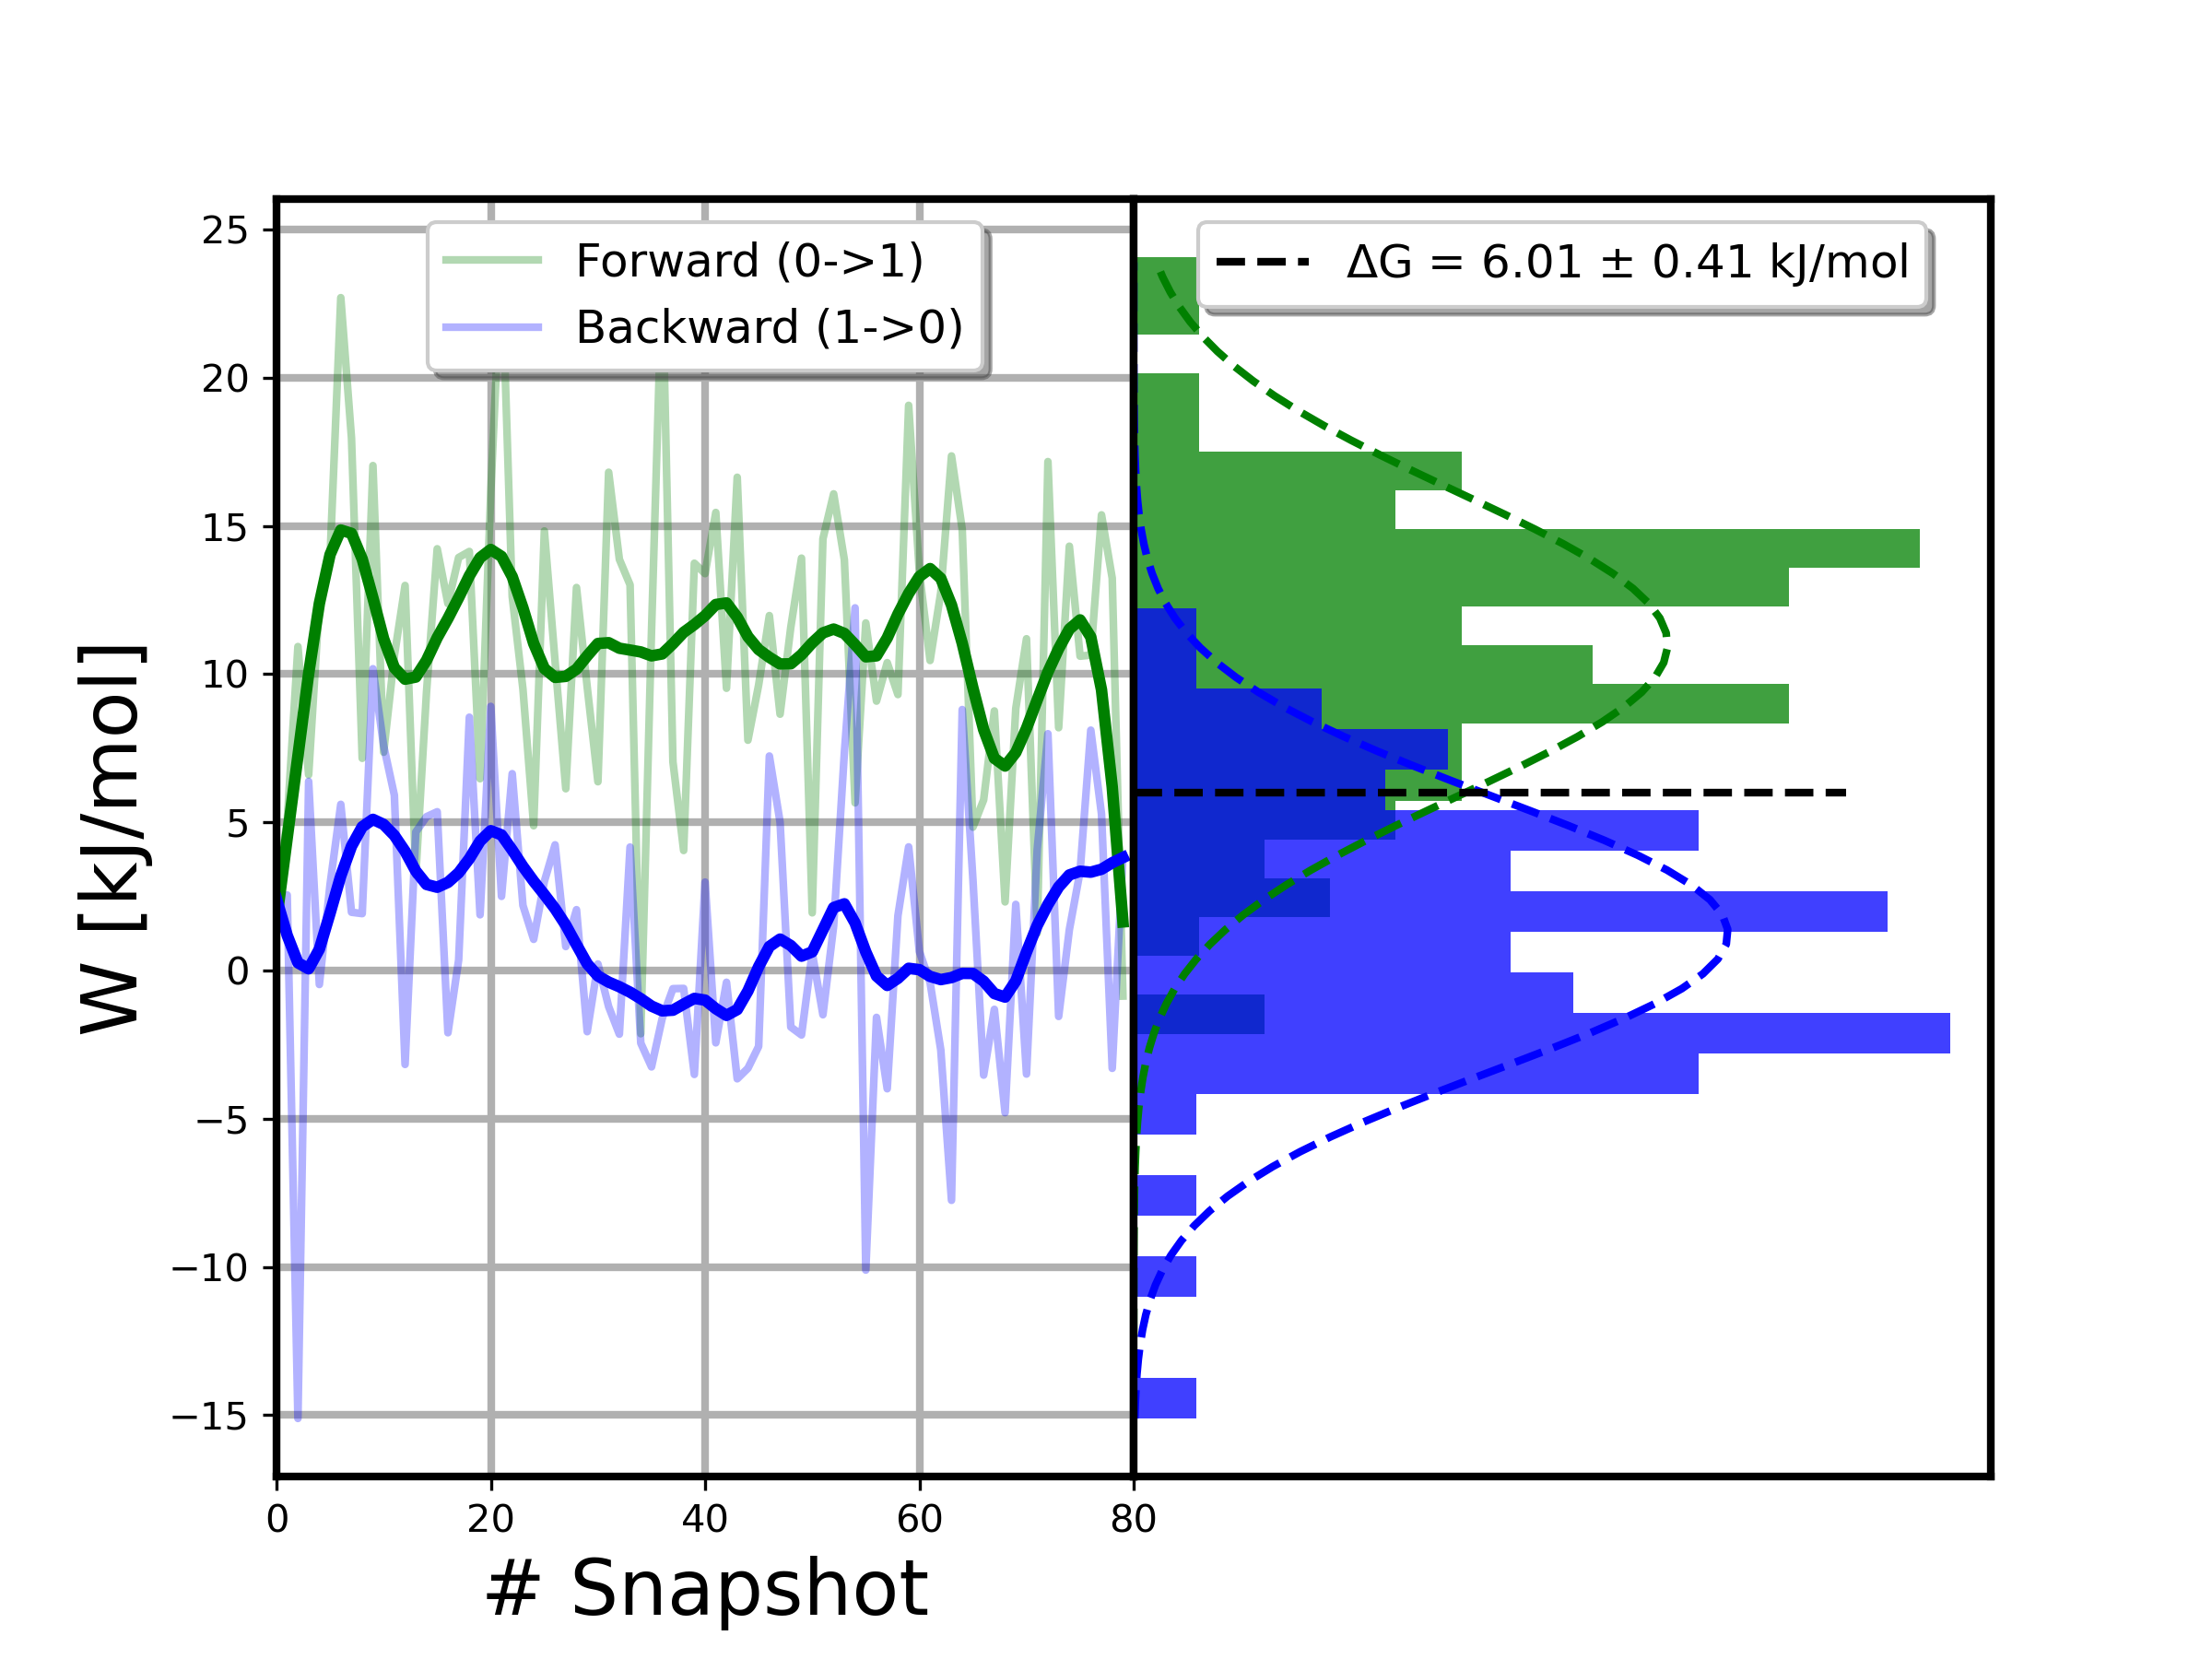 25
20
15
10
5
0
−5
−10
−15
W [kJ/mol]
Forward (0->1)
Backward (1->0)
ΔG = 6.01 ± 0.41 kJ/mol
0 20 40 60 80
# Snapshot